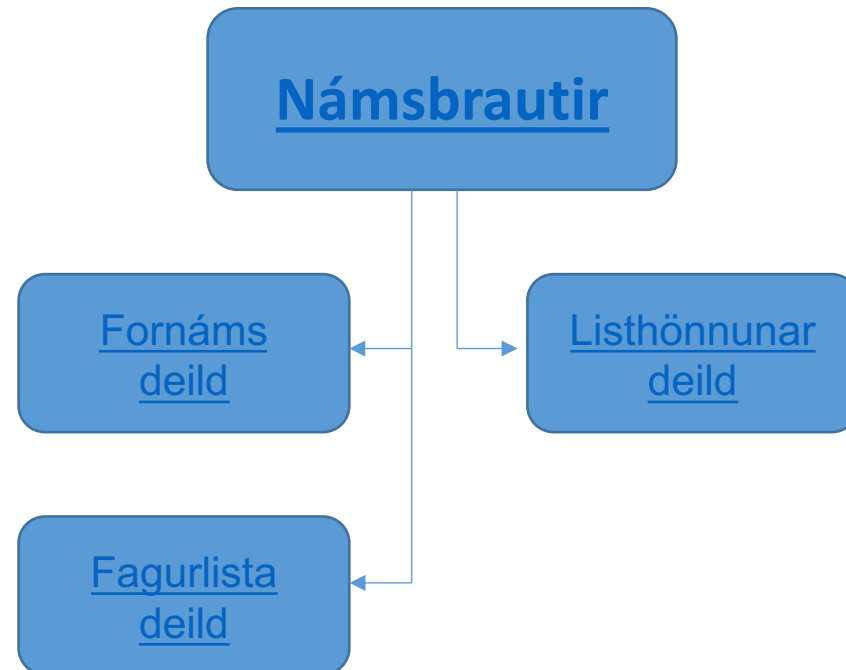 Námsbrautir
Fornáms
deild
Listhönnunar
deild
Fagurlista
deild